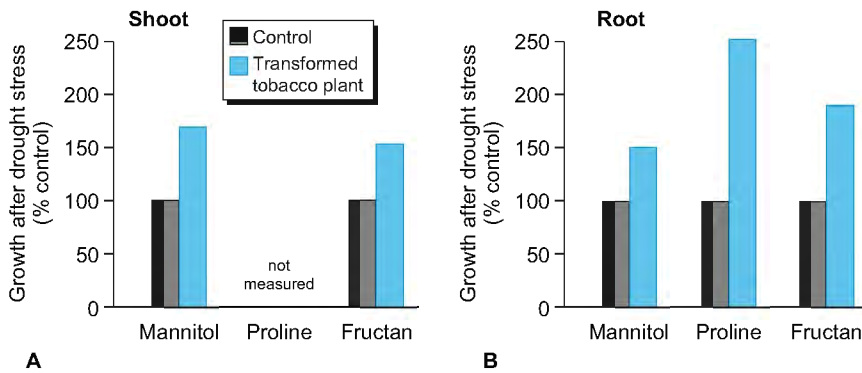 Shoot
Control
Transformed
tobacco plant
Growth after drought stress
(% control)
250
200
150
100
50
0
not
measured
Mannitol Proline Fructan
A
Root
Growth after drought stress
(% control)
250
200
150
100
50
0
Mannitol Proline Fructan
B